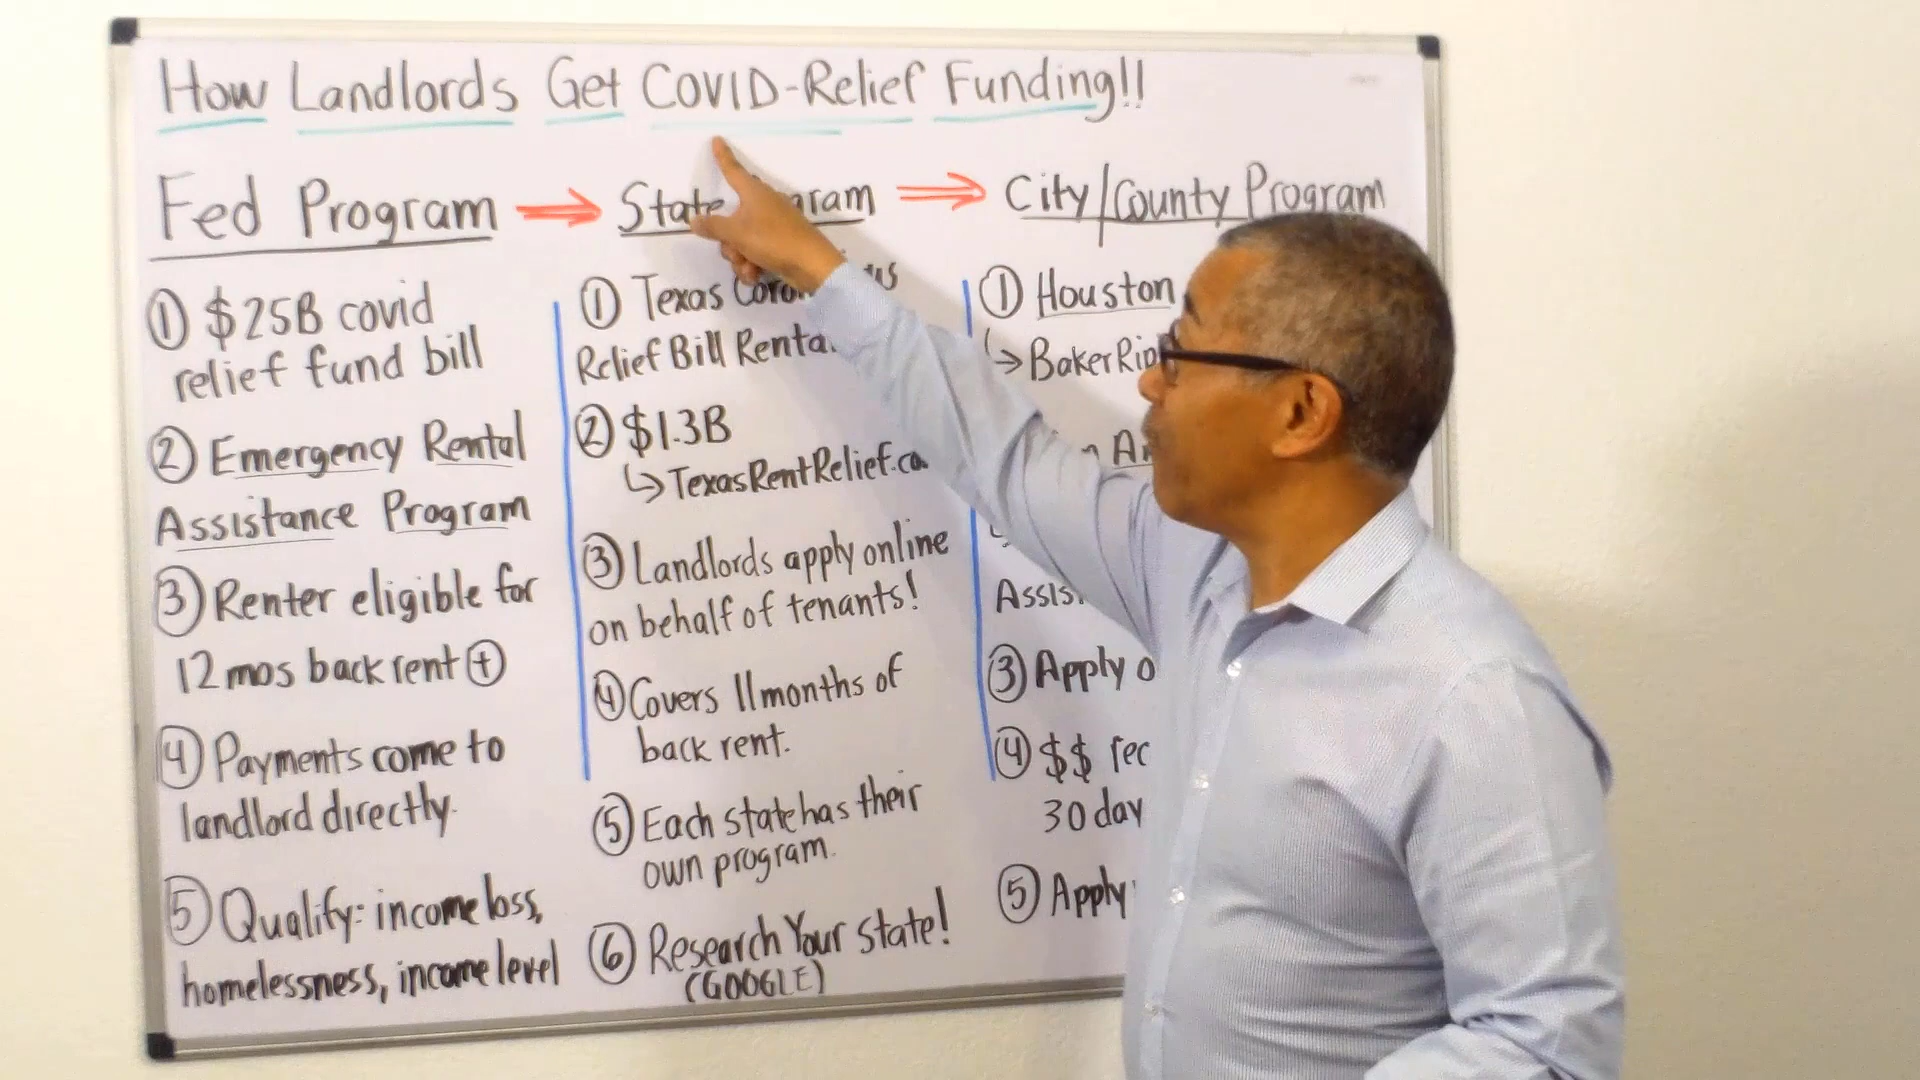 How Landlords Get COVID-Relief Funding!!
Fed Program ⇒ State ⇒ City/County Program
① $25B covid
relief fund bill
② Emergency Rental
Assistance Program
③ Renter eligible for
12 mos back rent ⊕
④ Payments come to
landlord directly.
⑤ Qualify: income loss,
homelessness, income level
① Texas
Relief Bill
② $1.3B
↳ TexasRentRelief.co
③ Landlords apply online
on behalf of tenants!
④ Covers 11 months of
back rent.
⑤ Each state has their
own program.
⑥ Research Your State!
(GOOGLE)
① Houston
↳ Baker
③ Apply
④ $$
30 day
⑤ Apply